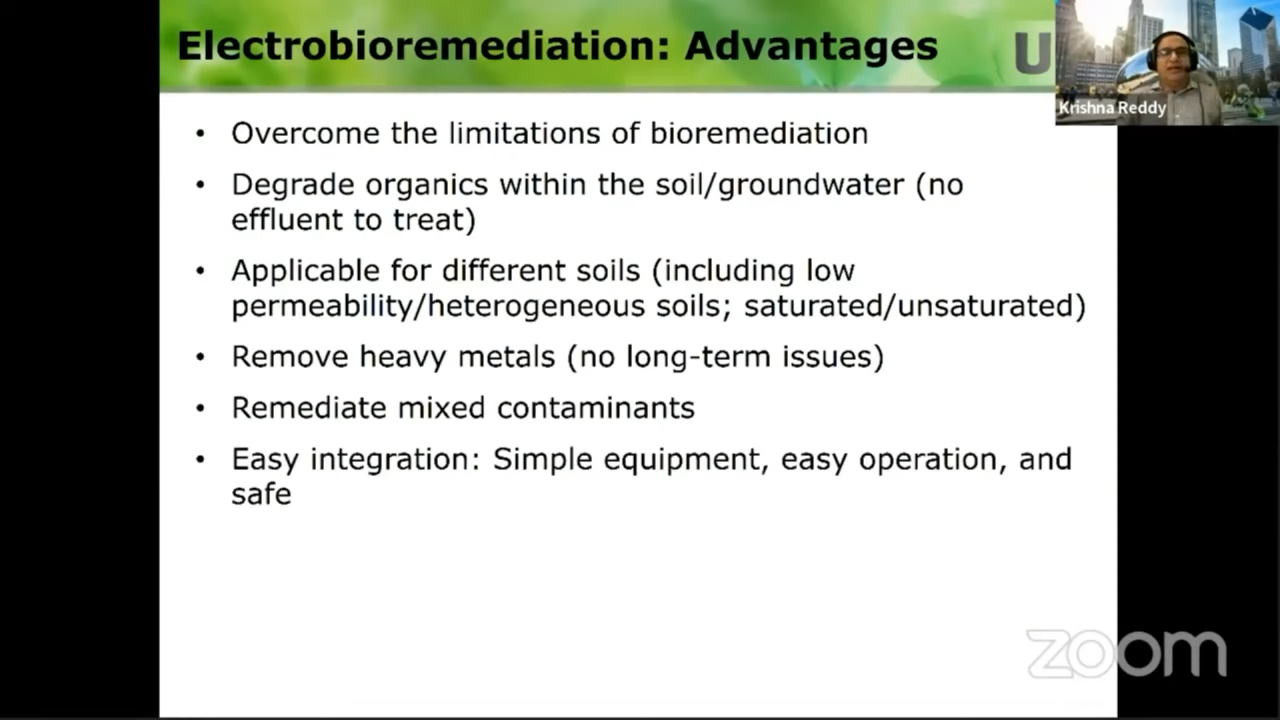 Electrobioremediation: Advantages
U
Krishna Reddy
• Overcome the limitations of bioremediation
• Degrade organics within the soil/groundwater (no
effluent to treat)
• Applicable for different soils (including low
permeability/heterogeneous soils; saturated/unsaturated)
• Remove heavy metals (no long-term issues)
• Remediate mixed contaminants
• Easy integration: Simple equipment, easy operation, and
safe
zoom